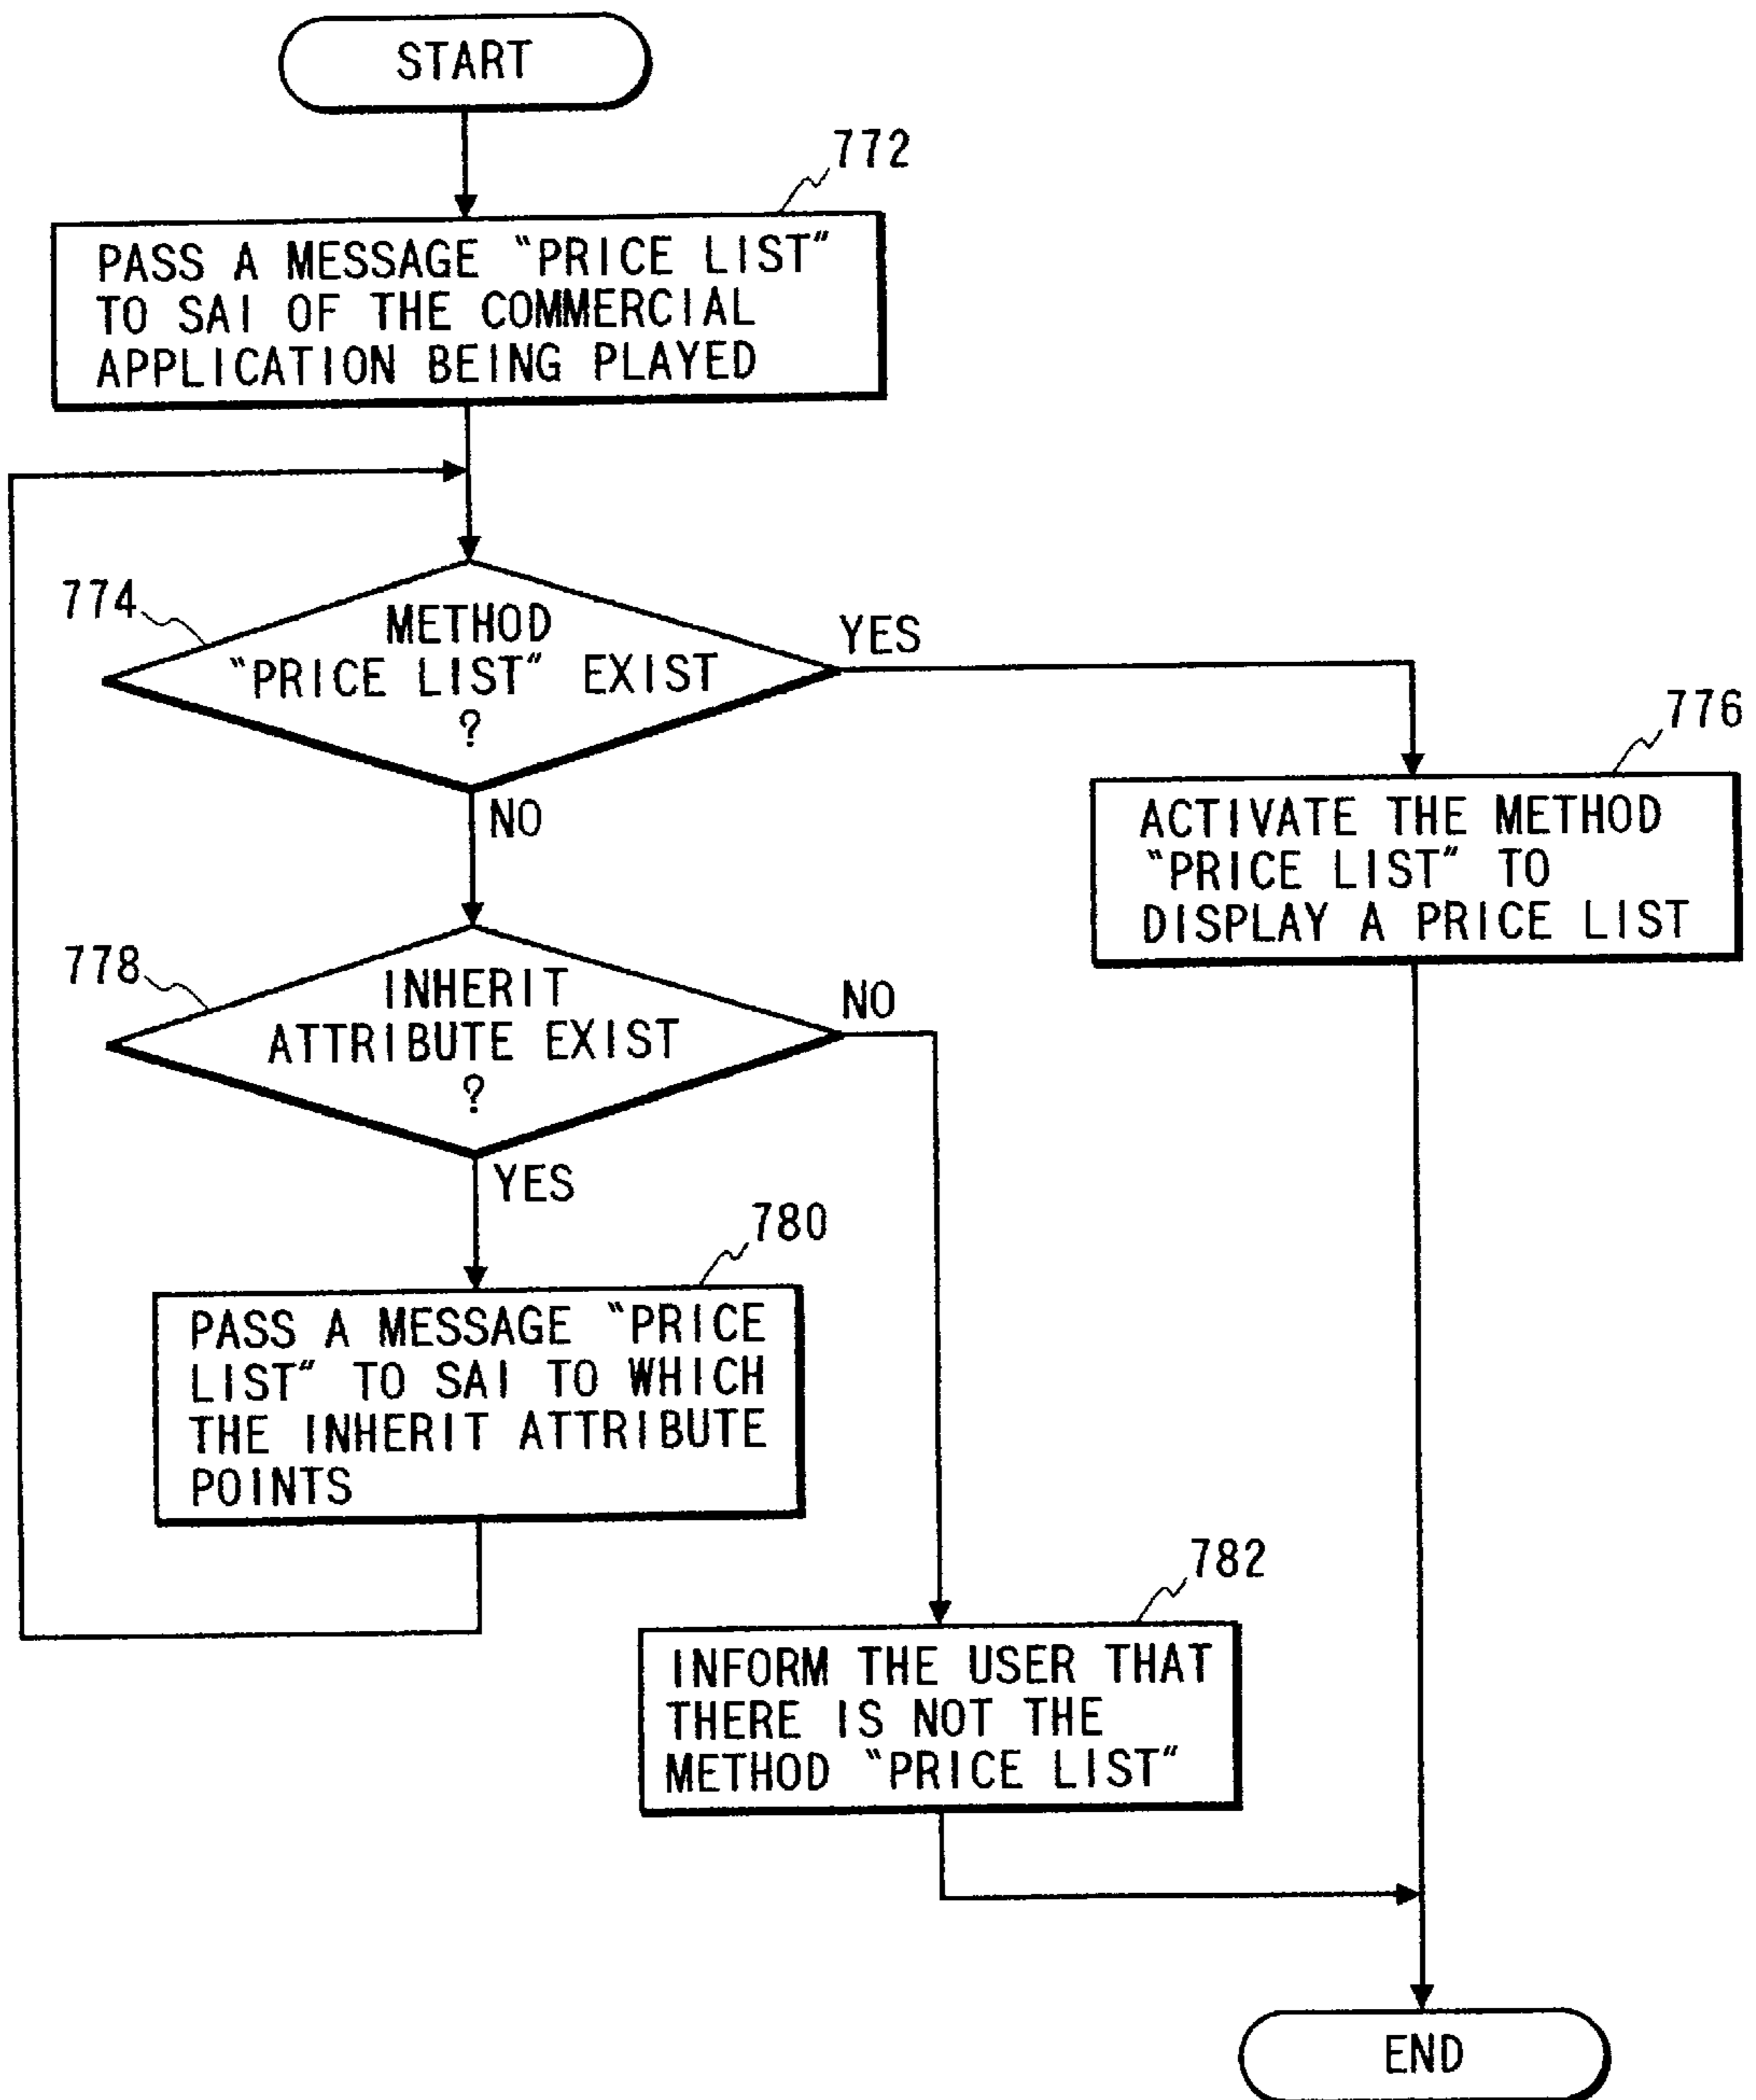 START
772
PASS A MESSAGE "PRICE LIST"
TO SAI OF THE COMMERCIAL
APPLICATION BEING PLAYED
774
METHOD
"PRICE LIST" EXIST
?
YES
NO
776
ACTIVATE THE METHOD
"PRICE LIST" TO
DISPLAY A PRICE LIST
778
INHERIT
ATTRIBUTE EXIST
?
NO
YES
780
PASS A MESSAGE "PRICE
LIST" TO SAI TO WHICH
THE INHERIT ATTRIBUTE
POINTS
782
INFORM THE USER THAT
THERE IS NOT THE
METHOD "PRICE LIST"
END